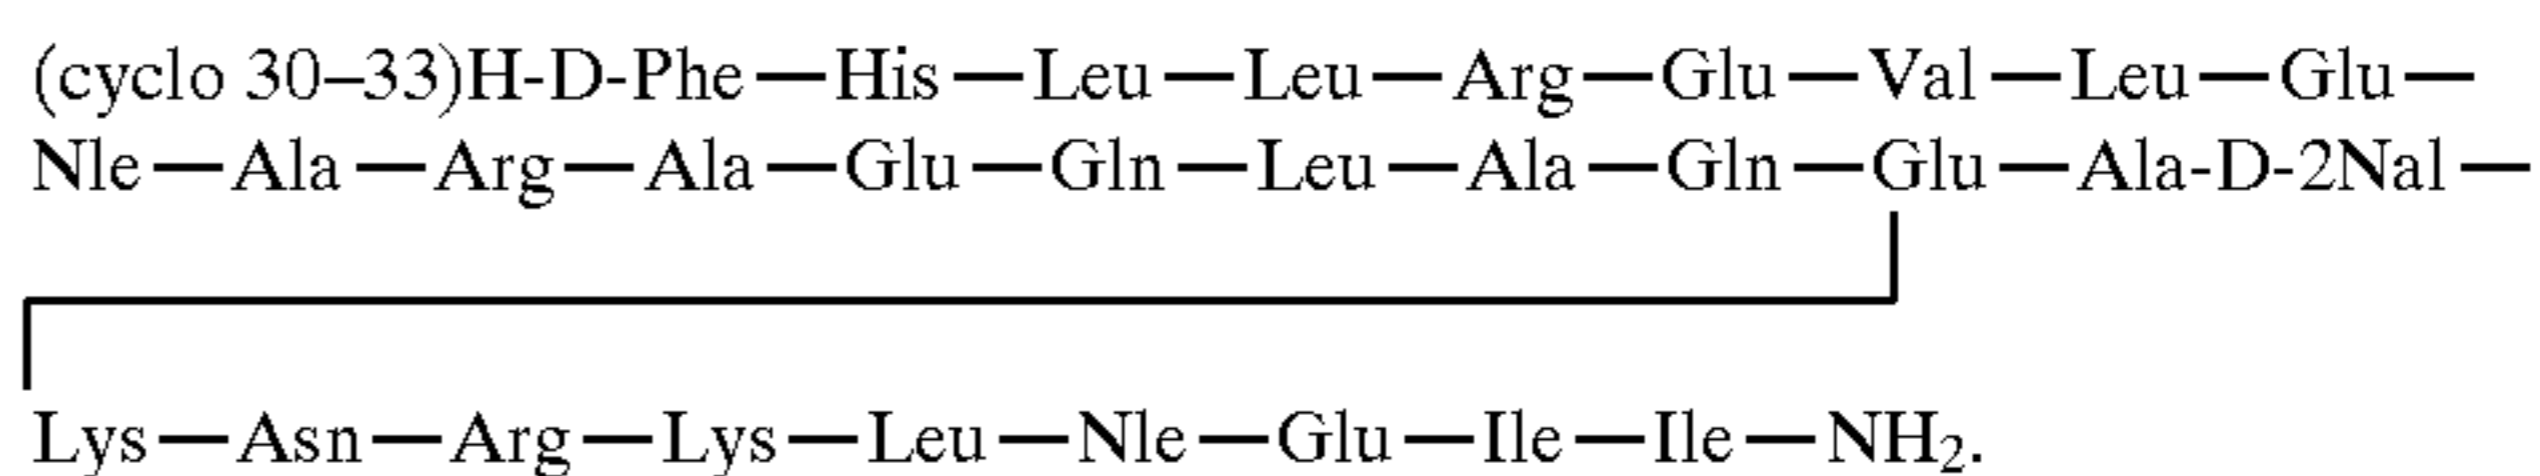 (cyclo 30–33)H-D-Phe—His—Leu—Leu—Arg—Glu—Val—Leu—Glu—
Nle—Ala—Arg—Ala—Glu—Gln—Leu—Ala—Gln—Glu—Ala-D-2Nal—
Lys—Asn—Arg—Lys—Leu—Nle—Glu—Ile—Ile—NH₂.